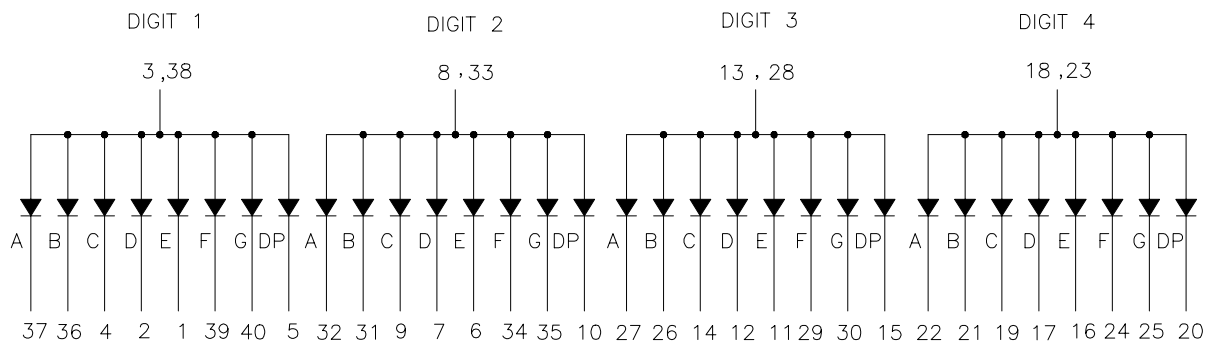 DIGIT 1 DIGIT 2 DIGIT 3 DIGIT 4
3,38 8,33 13,28 18,23
A B C D E F G DP A B C D E F G DP A B C D E F G DP A B C D E F G DP
37 36 4 2 1 39 40 5 32 31 9 7 6 34 35 10 27 26 14 12 11 29 30 15 22 21 19 17 16 24 25 20